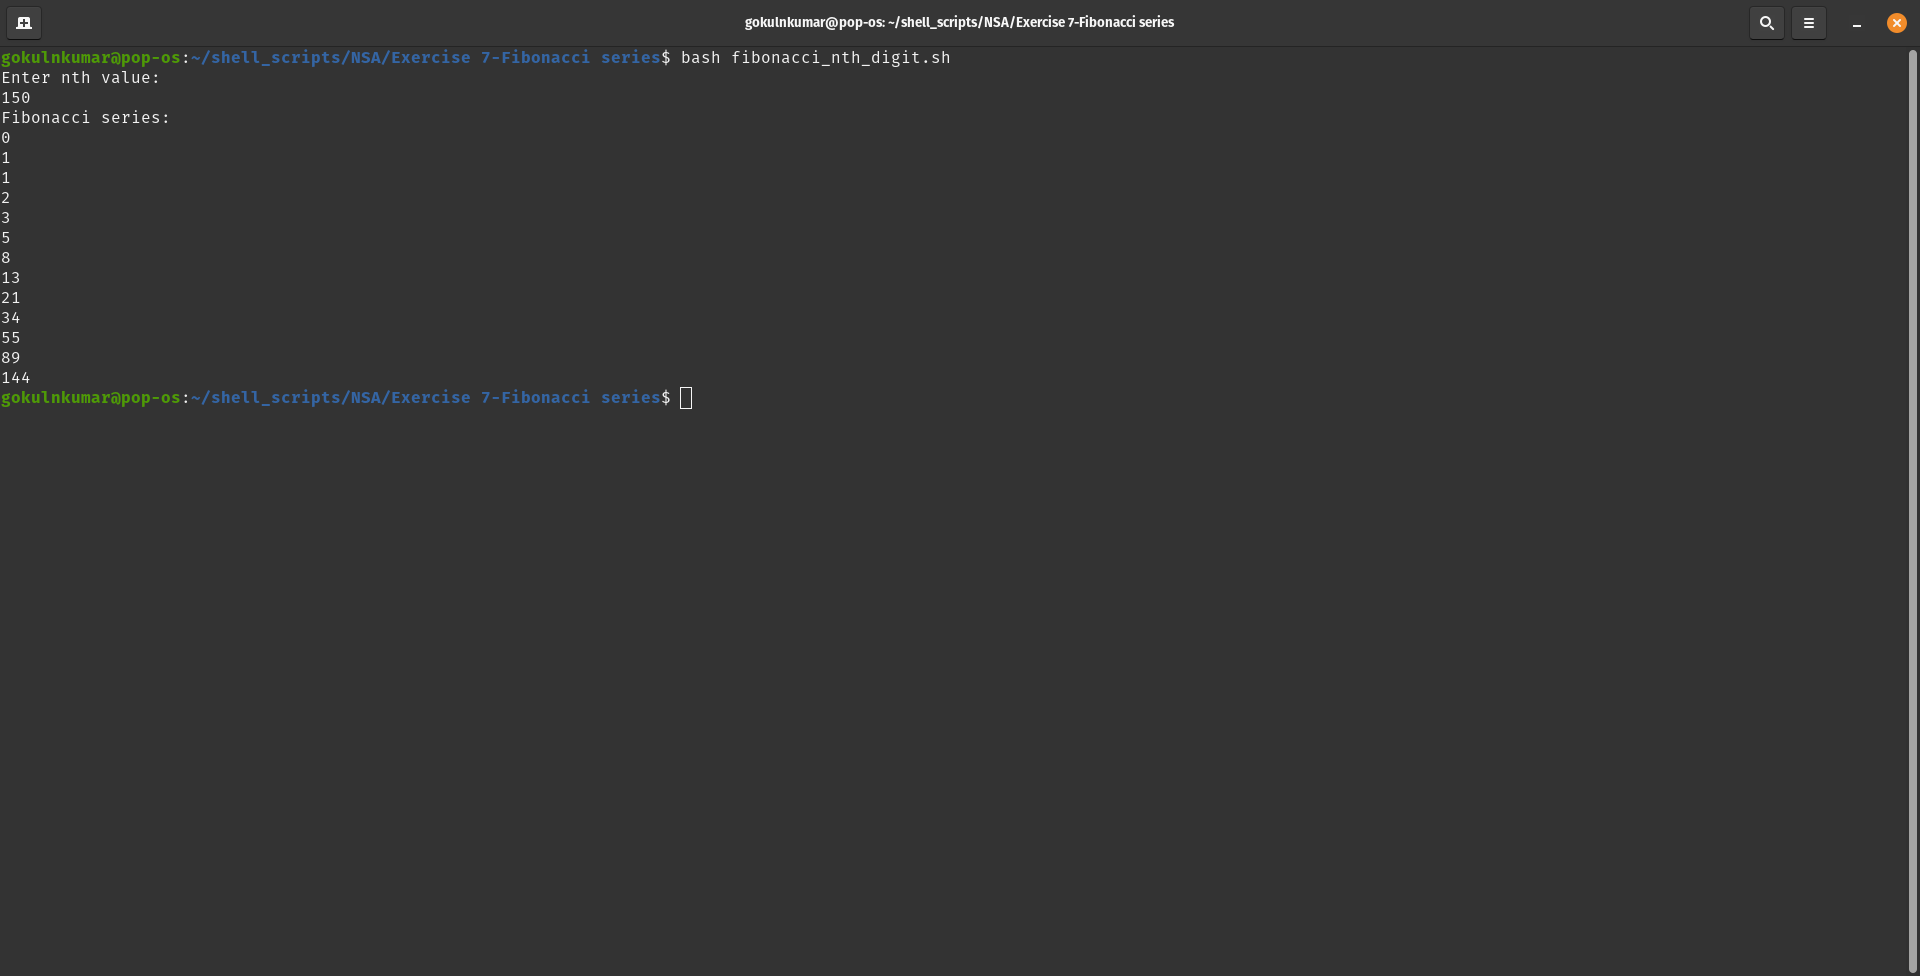 gokulnkumar@pop-os: ~/shell_scripts/NSA/Exercise 7-Fibonacci series
gokulnkumar@pop-os:~/shell_scripts/NSA/Exercise 7-Fibonacci series$ bash fibonacci_nth_digit.sh
Enter nth value:
150
Fibonacci series:
0
1
1
2
3
5
8
13
21
34
55
89
144
gokulnkumar@pop-os:~/shell_scripts/NSA/Exercise 7-Fibonacci series$